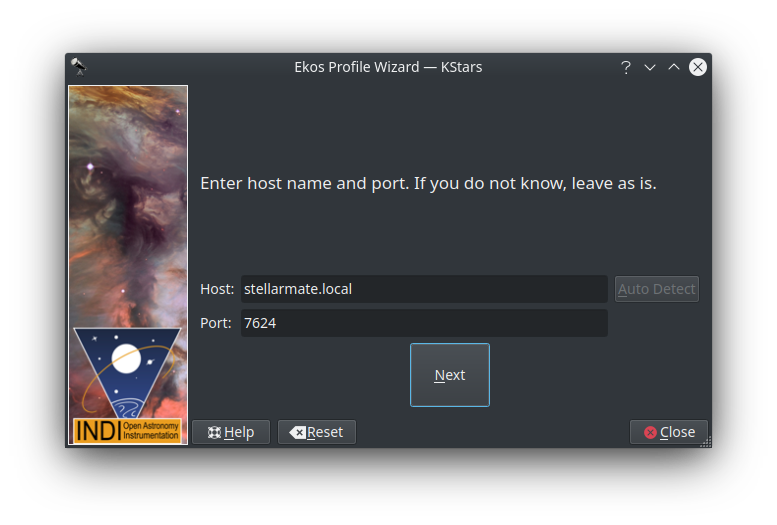 Ekos Profile Wizard — KStars
Enter host name and port. If you do not know, leave as is.
Host: stellarmate.local Auto Detect
Port: 7624
Next
INDI Open Astronomy Instrumentation
Help Reset Close